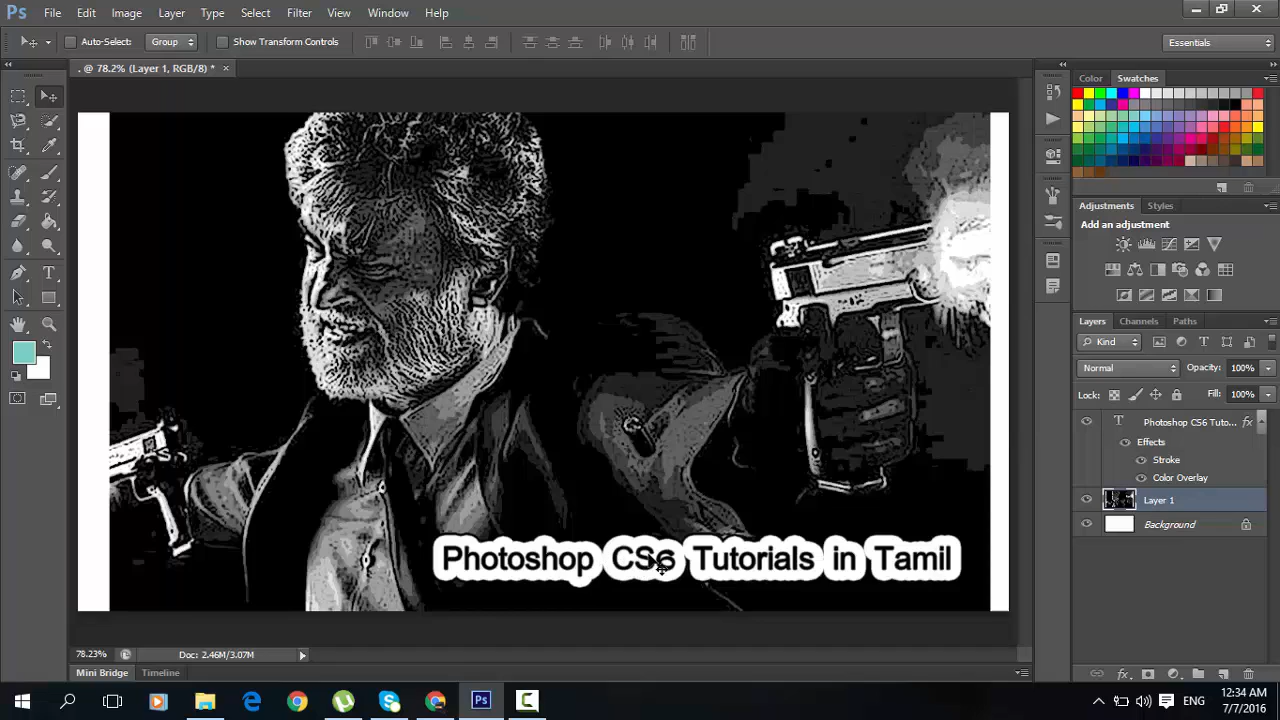 Ps File Edit Image Layer Type Select Filter View Window Help
Auto-Select: Group Show Transform Controls Essentials
. @ 78.2% (Layer 1, RGB/8) * ×
Color Swatches
Adjustments Styles
Add an adjustment
Layers Channels Paths
Kind
Normal Opacity: 100%
Lock: Fill: 100%
T Photoshop CS6 Tuto... fx
Effects
Stroke
Color Overlay
Layer 1
Background
Photoshop CS6 Tutorials in Tamil
78.23% Doc: 2.46M/3.07M
Mini Bridge Timeline
Ps ENG 12:34 AM
7/7/2016